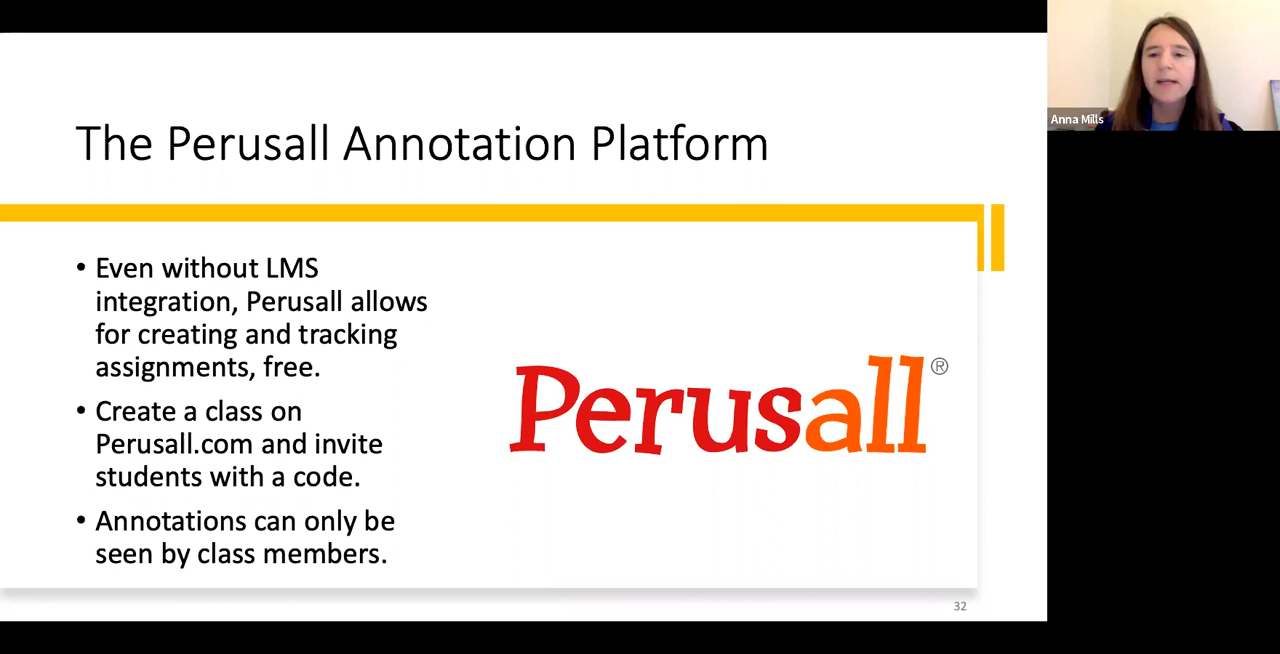 The Perusall Annotation Platform
• Even without LMS
integration, Perusall allows
for creating and tracking
assignments, free.
• Create a class on
Perusall.com and invite
students with a code.
• Annotations can only be
seen by class members.
Perusall®
32
Anna Mills